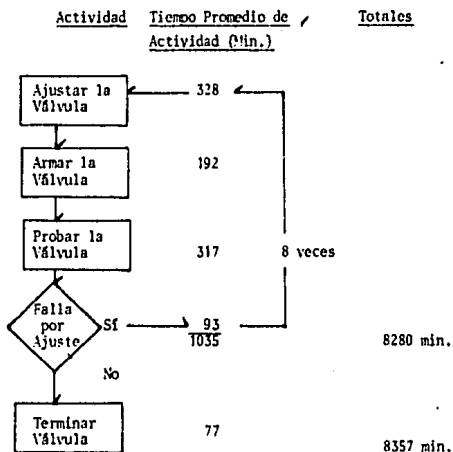 Actividad Tiempo Promedio de Totales
Actividad (Min.)
Ajustar la 328
Válvula
Armar la 192
Válvula
Probar la 317 8 veces
Válvula
Falla
por Sí 93
Ajuste 1035 8280 min.
No
Terminar 77
Válvula 8357 min.